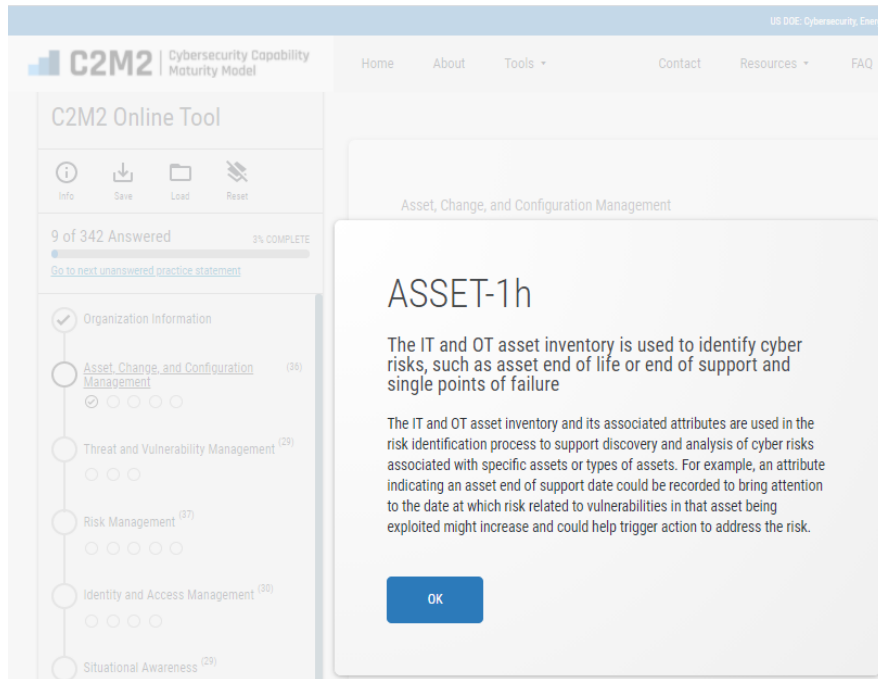 US DOE: Cybersecurity, Ener
C2M2 Cybersecurity Capability
Maturity Model
Home About Tools Contact Resources FAQ
C2M2 Online Tool
Info Save Load Reset
9 of 342 Answered 3% COMPLETE
Go to next unanswered practice statement
Organization Information
Asset, Change, and Configuration (36)
Management
Threat and Vulnerability Management (29)
Risk Management (37)
Identity and Access Management (30)
Situational Awareness (29)
Asset, Change, and Configuration Management
ASSET-1h
The IT and OT asset inventory is used to identify cyber
risks, such as asset end of life or end of support and
single points of failure
The IT and OT asset inventory and its associated attributes are used in the
risk identification process to support discovery and analysis of cyber risks
associated with specific assets or types of assets. For example, an attribute
indicating an asset end of support date could be recorded to bring attention
to the date at which risk related to vulnerabilities in that asset being
exploited might increase and could help trigger action to address the risk.
OK